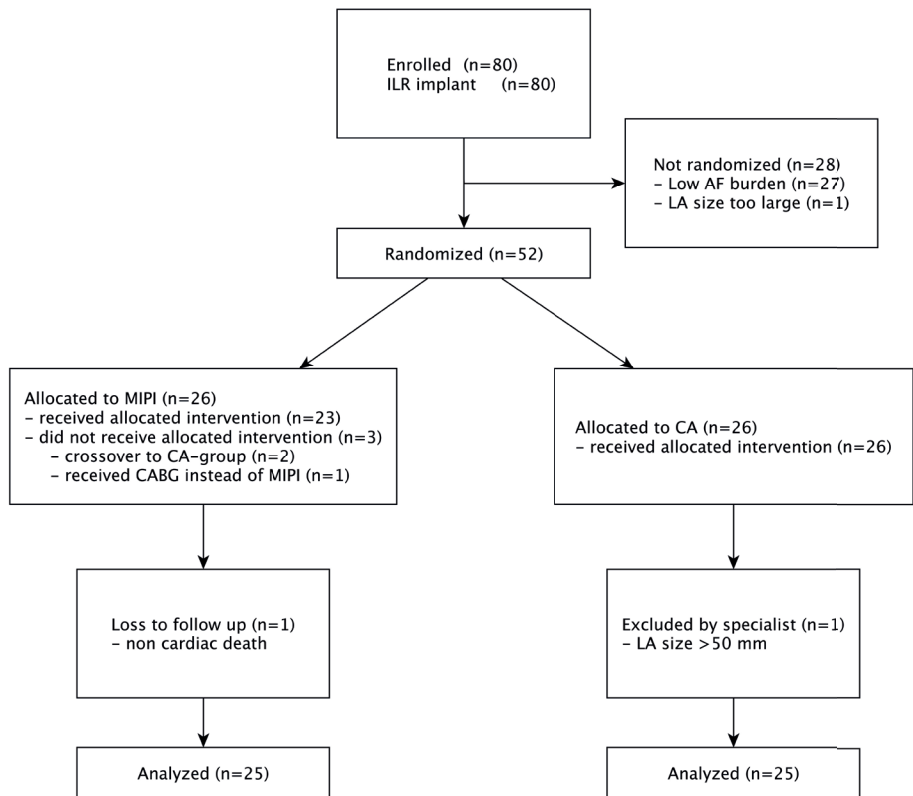 Enrolled (n=80)
ILR implant (n=80)
Not randomized (n=28)
– Low AF burden (n=27)
– LA size too large (n=1)
Randomized (n=52)
Allocated to MIPI (n=26)
– received allocated intervention (n=23)
– did not receive allocated intervention (n=3)
– crossover to CA-group (n=2)
– received CABG instead of MIPI (n=1)
Allocated to CA (n=26)
– received allocated intervention (n=26)
Loss to follow up (n=1)
– non cardiac death
Excluded by specialist (n=1)
– LA size >50 mm
Analyzed (n=25)
Analyzed (n=25)